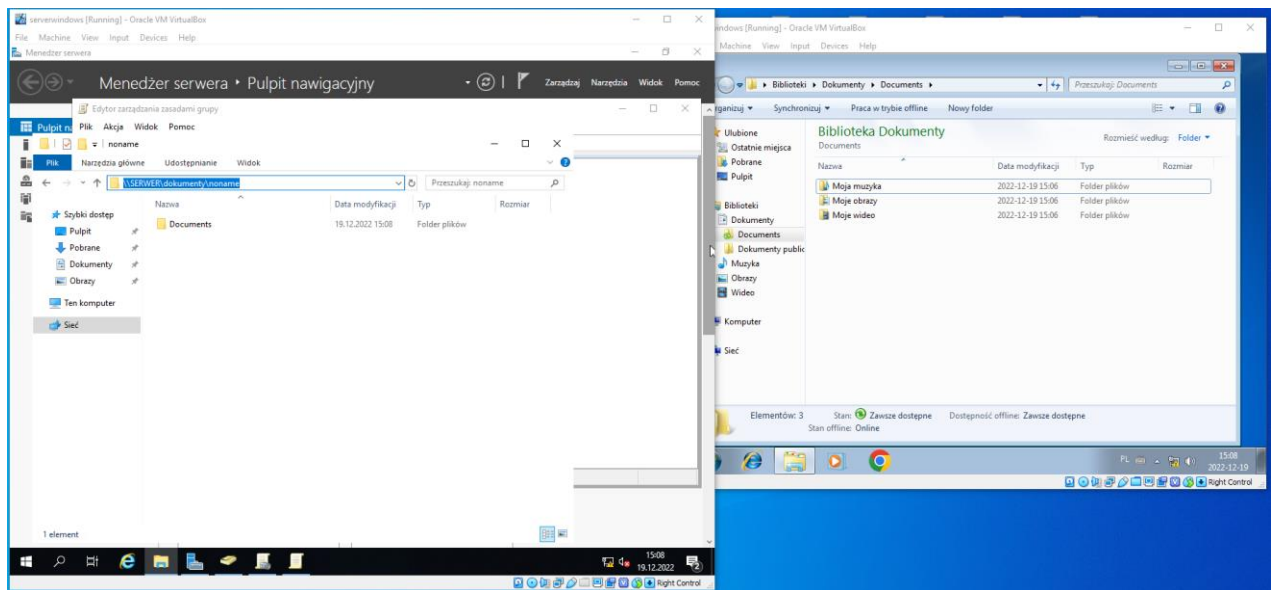 serverwindows [Running] - Oracle VM VirtualBox
File Machine View Input Devices Help
Menedżer serwera
Menedżer serwera • Pulpit nawigacyjny
Zarządzaj Narzędzia Widok Pomoc
Edytor zarządzania zasadami grupy
Plik Akcja Widok Pomoc
noname
Plik Narzędzia główne Udostępnianie Widok
\\SERWER\dokumenty\noname
Przeszukaj: noname
Nazwa Data modyfikacji Typ Rozmiar
Documents 19.12.2022 15:08 Folder plików
Szybki dostęp
Pulpit
Pobrane
Dokumenty
Obrazy
Ten komputer
Sieć
1 element
15:08
19.12.2022
2
Right Control
indows [Running] - Oracle VM VirtualBox
Machine View Input Devices Help
Biblioteki Dokumenty Documents
Przeszukaj: Documents
rganizuj Synchronizuj Praca w trybie offline Nowy folder
Biblioteka Dokumenty
Documents
Rozmieść według: Folder
Nazwa Data modyfikacji Typ Rozmiar
Moja muzyka 2022-12-19 15:06 Folder plików
Moje obrazy 2022-12-19 15:06 Folder plików
Moje wideo 2022-12-19 15:06 Folder plików
Ulubione
Ostatnie miejsca
Pobrane
Pulpit
Biblioteki
Dokumenty
Documents
Dokumenty public
Muzyka
Obrazy
Wideo
Komputer
Sieć
Elementów: 3 Stan: Zawsze dostępne Dostępność offline: Zawsze dostępne
Stan offline: Online
PL
15:08
2022-12-19
Right Control